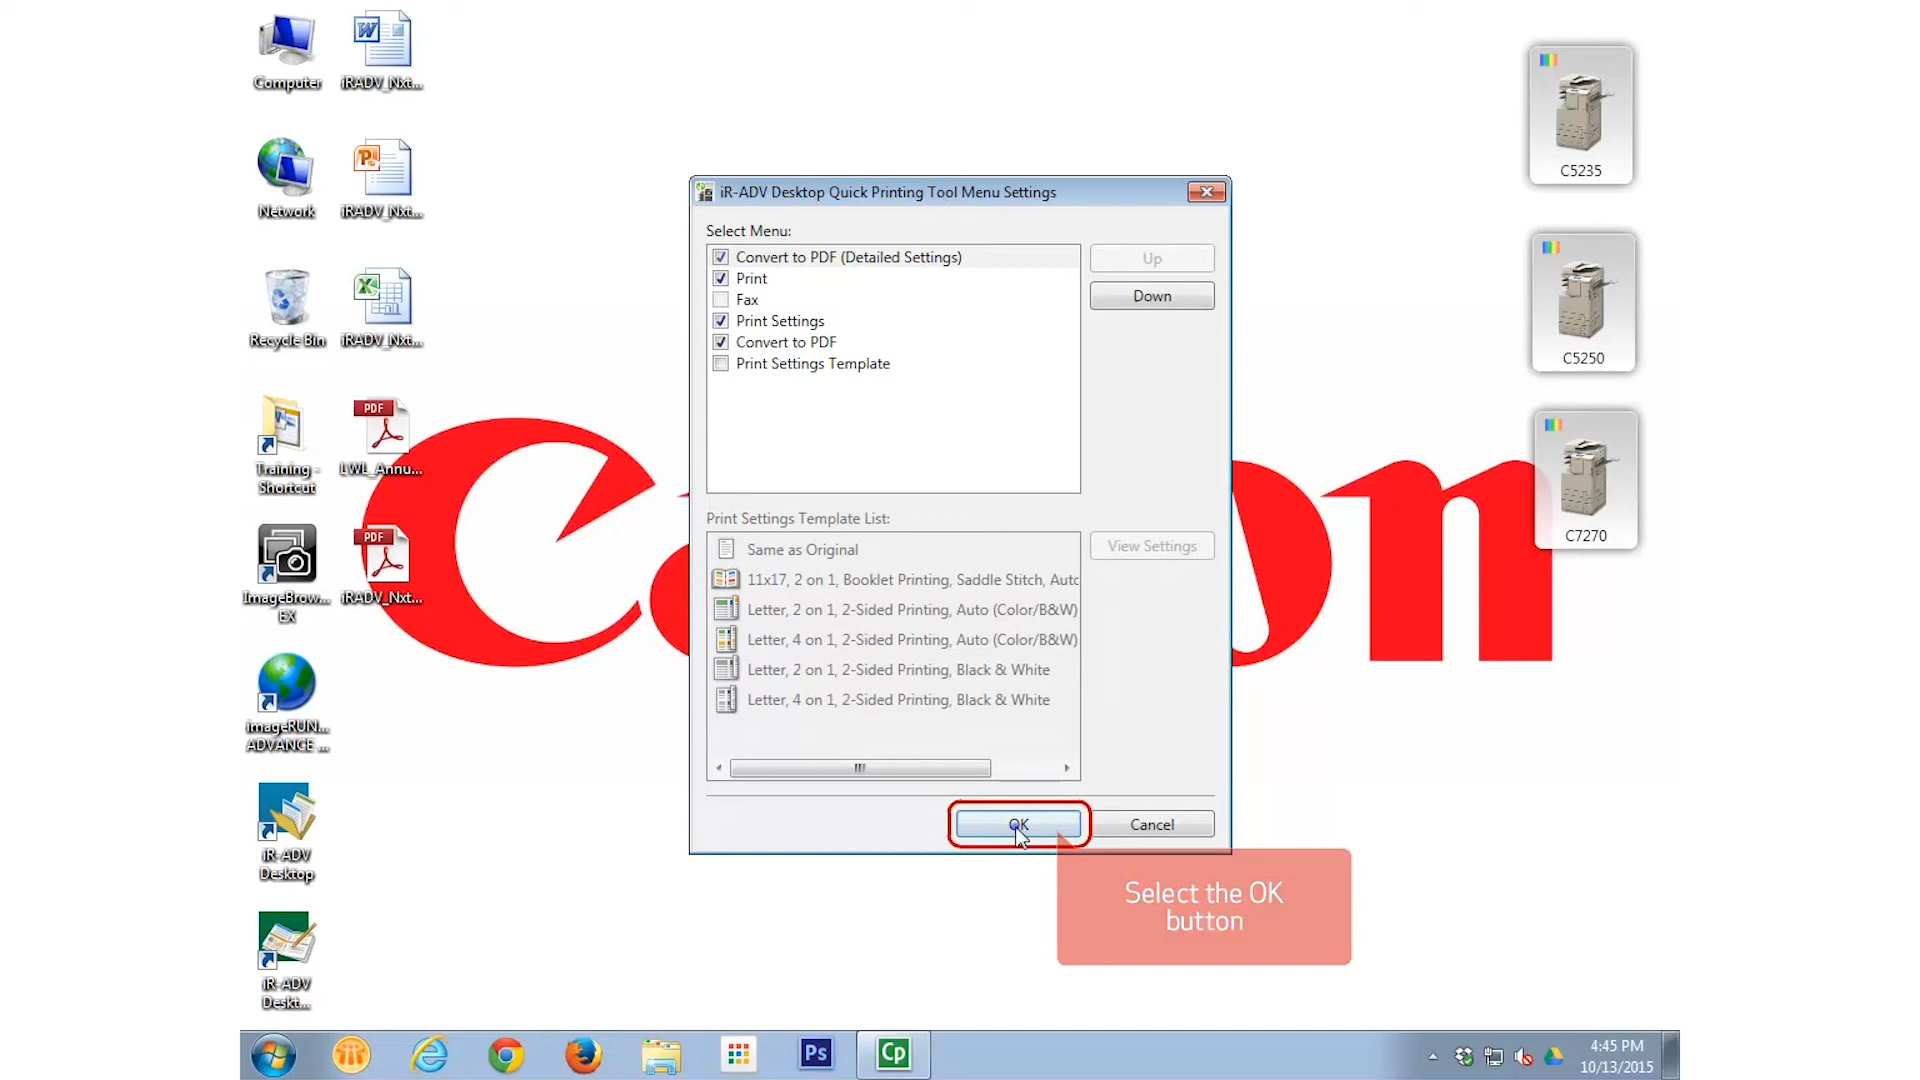 Computer
iRADV_Nxt...
Network
iRADV_Nxt...
Recycle Bin
iRADV_Nxt...
Training -
Shortcut
PDF
LWL_Annu...
ImageBrow...
EX
PDF
iRADV_Nxt...
imageRUN...
ADVANCE ...
iR-ADV
Desktop
iR-ADV
Deskt...
Canon
iR-ADV Desktop Quick Printing Tool Menu Settings
Select Menu:
Convert to PDF (Detailed Settings)
Print
Fax
Print Settings
Convert to PDF
Print Settings Template
Up
Down
Print Settings Template List:
Same as Original
11x17, 2 on 1, Booklet Printing, Saddle Stitch, Auto
Letter, 2 on 1, 2-Sided Printing, Auto (Color/B&W)
Letter, 4 on 1, 2-Sided Printing, Auto (Color/B&W)
Letter, 2 on 1, 2-Sided Printing, Black & White
Letter, 4 on 1, 2-Sided Printing, Black & White
View Settings
OK
Cancel
Select the OK
button
C5235
C5250
C7270
Ps
Cp
4:45 PM
10/13/2015